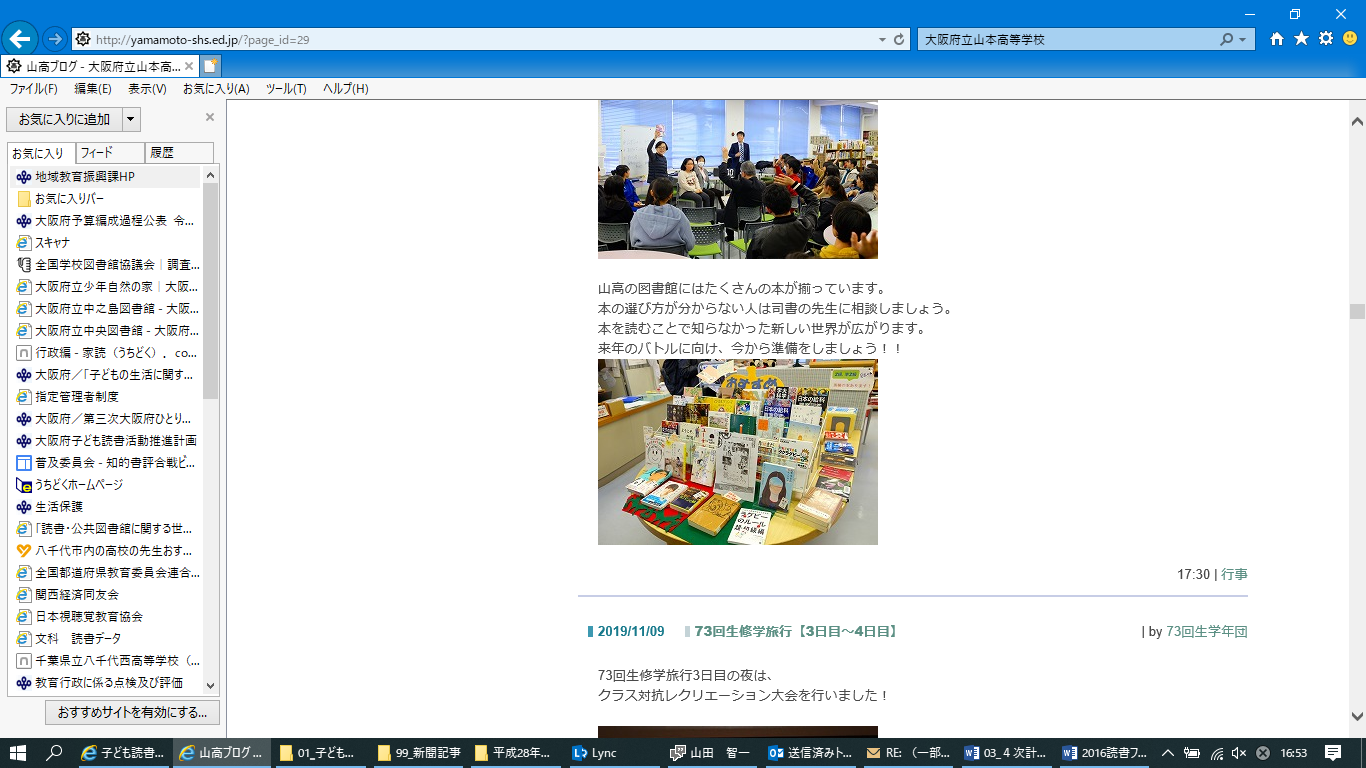 http://yamamoto-shs.ed.jp/?page_id=29
大阪府立山本高等学校
山高ブログ - 大阪府立山本高...
ファイル(F) 編集(E) 表示(V) お気に入り(A) ツール(T) ヘルプ(H)
お気に入りに追加
お気に入り フィード 履歴
地域教育振興課HP
お気に入りバー
大阪府予算編成過程公表 令...
スキャナ
全国学校図書館協議会｜調査...
大阪府立少年自然の家｜大阪...
大阪府立中之島図書館 - 大阪...
大阪府立中央図書館 - 大阪府...
行政編 - 家読（うちどく）．co...
大阪府／「子どもの生活に関す...
指定管理者制度
大阪府／第三次大阪府ひとり...
大阪府子ども読書活動推進計画
普及委員会 - 知的書評合戦ビ...
うちどくホームページ
生活保護
「読書・公共図書館に関する世...
八千代市内の高校の先生おす...
全国都道府県教育委員会連合...
関西経済同友会
日本視聴覚教育協会
文科　読書データ
千葉県立八千代西高等学校（...
教育行政に係る点検及び評価
おすすめサイトを有効にする...
山高の図書館にはたくさんの本が揃っています。
本の選び方が分からない人は司書の先生に相談しましょう。
本を読むことで知らなかった新しい世界が広がります。
来年のバトルに向け、今から準備をしましょう！！
おすすめ
日本の給料
17:30 | 行事
2019/11/09 73回生修学旅行【3日目～4日目】 | by 73回生学年団
73回生修学旅行3日目の夜は、
クラス対抗レクリエーション大会を行いました！
子ども読書... 山高ブログ ... 01_子ども... 99_新聞記事 平成28年... Lync 山田　智一 送信済みト... RE: （一部... 03_4 次計... 2016読書フ... 16:53